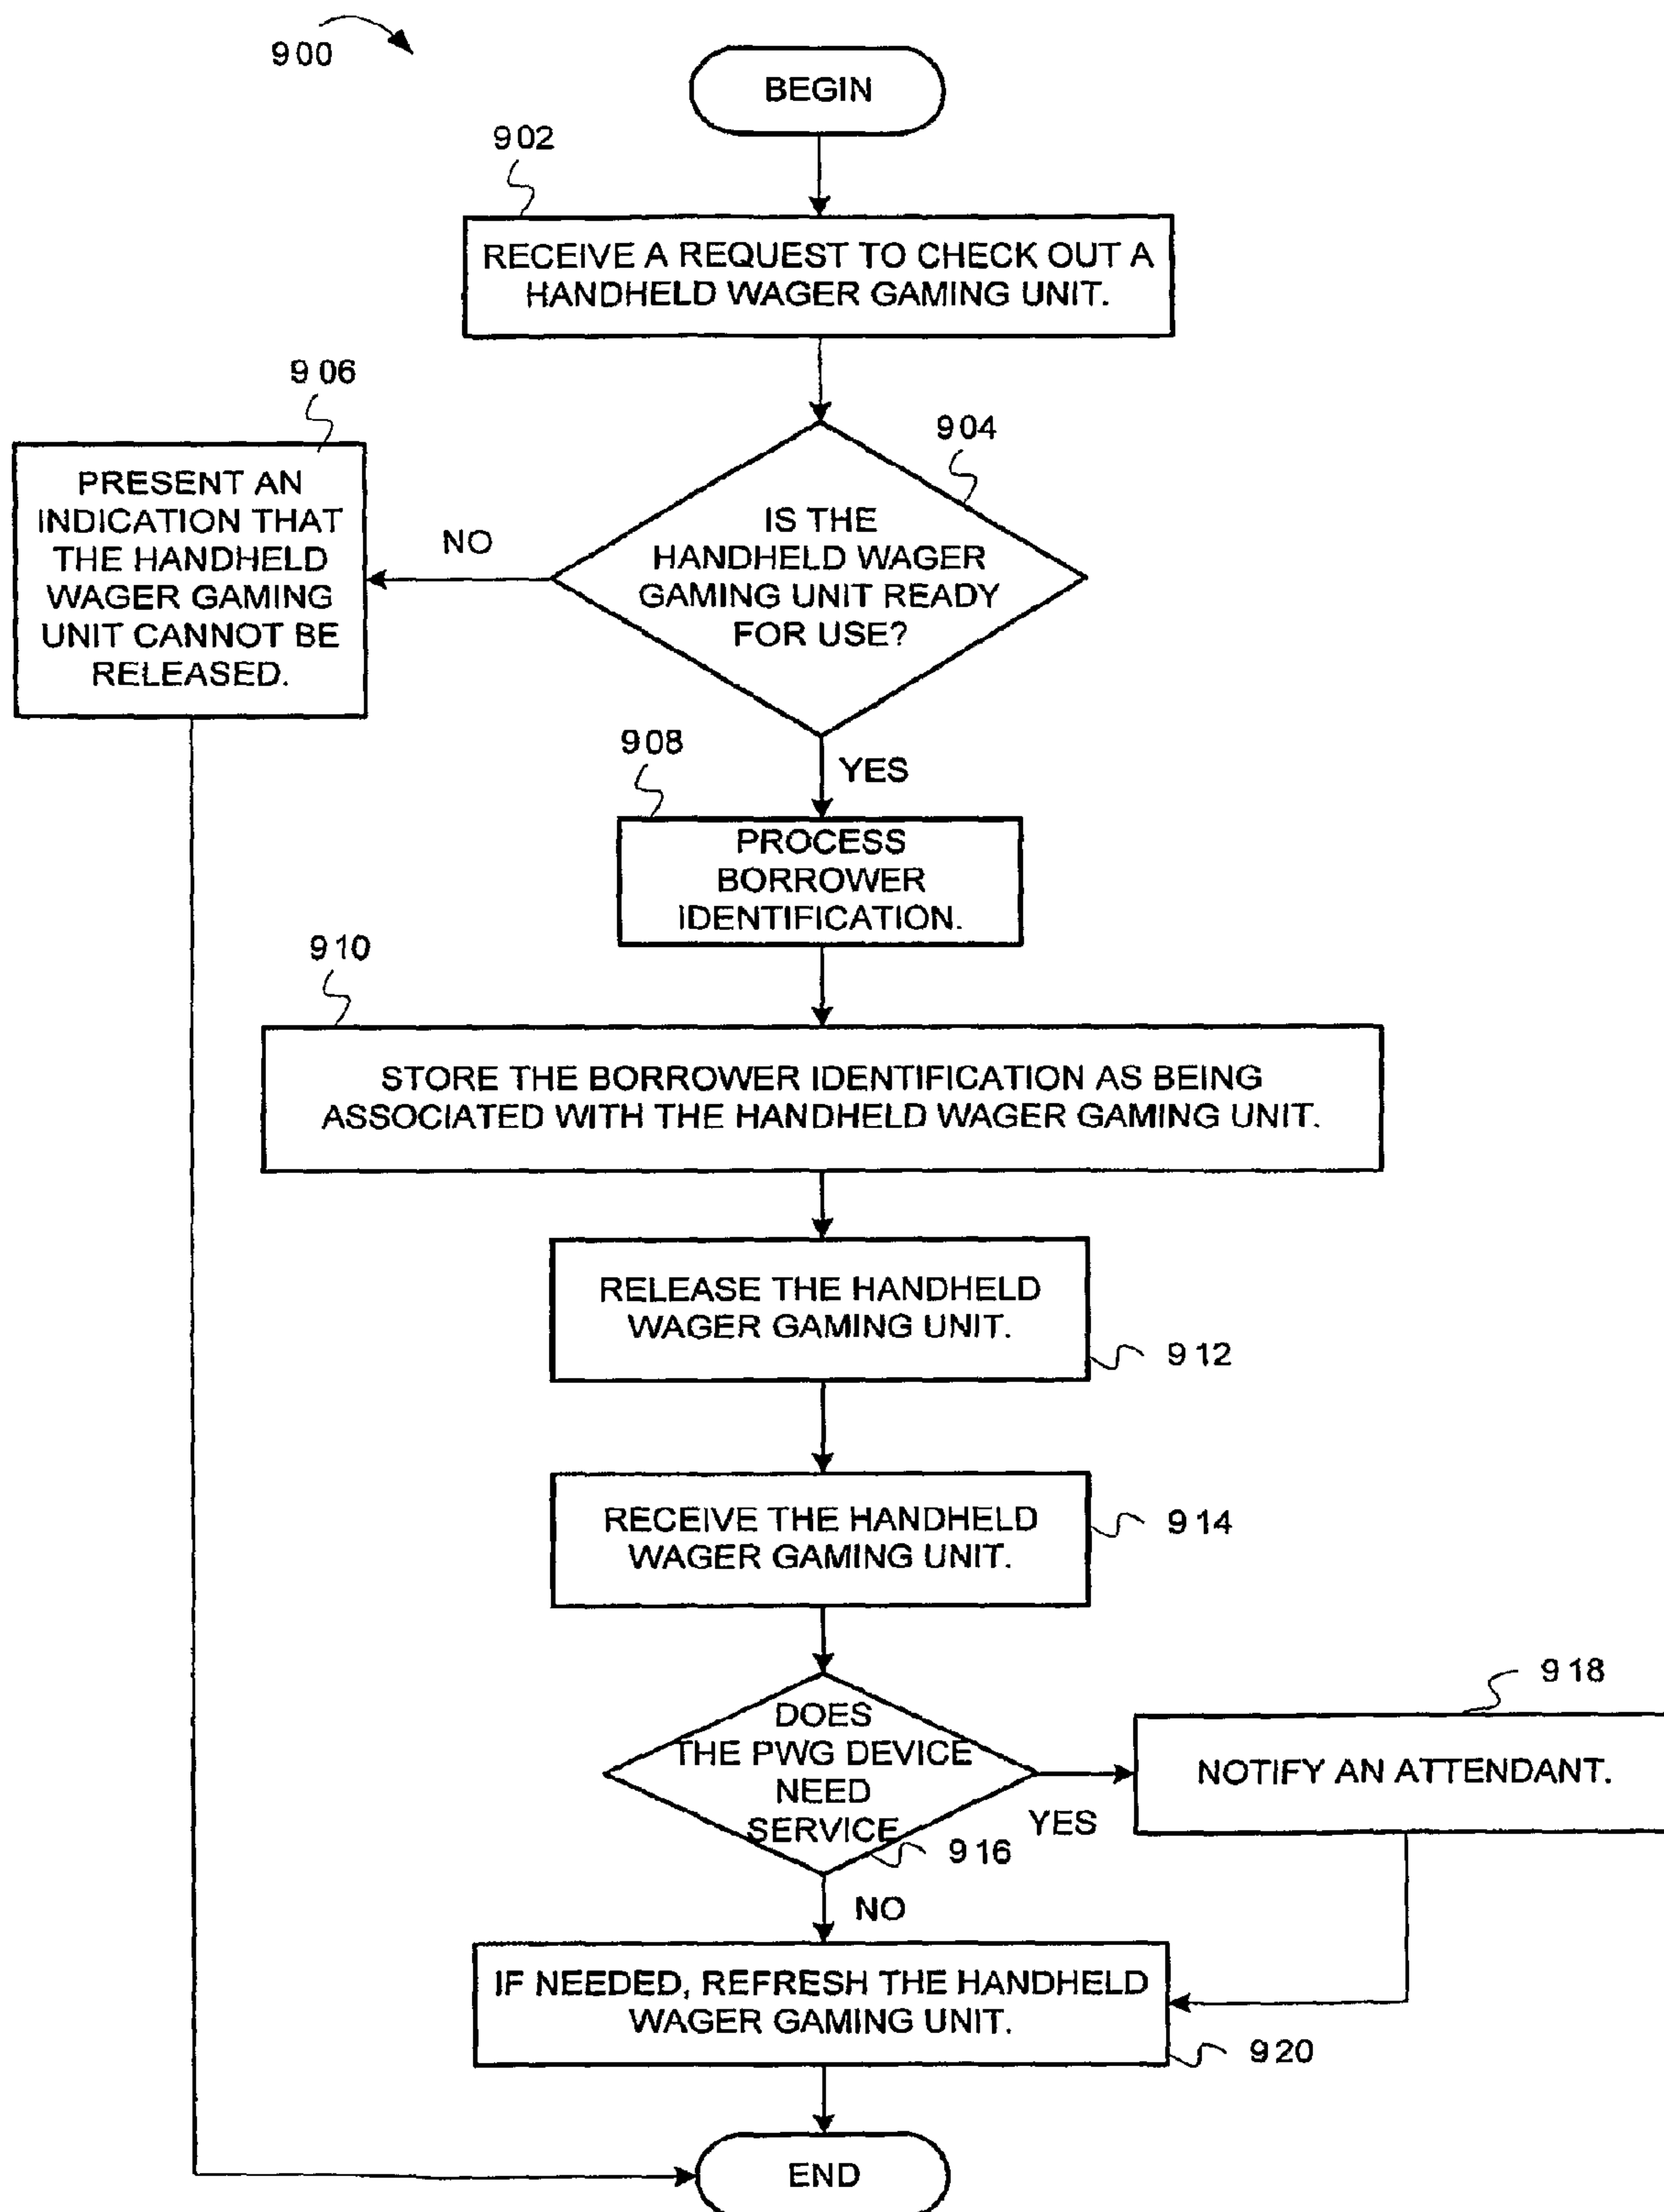 900
BEGIN
902
RECEIVE A REQUEST TO CHECK OUT A
HANDHELD WAGER GAMING UNIT.
906
904
PRESENT AN
INDICATION THAT
THE HANDHELD
WAGER GAMING
UNIT CANNOT BE
RELEASED.
NO
IS THE
HANDHELD WAGER
GAMING UNIT READY
FOR USE?
908
YES
PROCESS
BORROWER
IDENTIFICATION.
910
STORE THE BORROWER IDENTIFICATION AS BEING
ASSOCIATED WITH THE HANDHELD WAGER GAMING UNIT.
RELEASE THE HANDHELD
WAGER GAMING UNIT.
912
RECEIVE THE HANDHELD
WAGER GAMING UNIT.
914
918
DOES
THE PWG DEVICE
NEED
SERVICE
YES
916
NOTIFY AN ATTENDANT.
NO
IF NEEDED, REFRESH THE HANDHELD
WAGER GAMING UNIT.
920
END